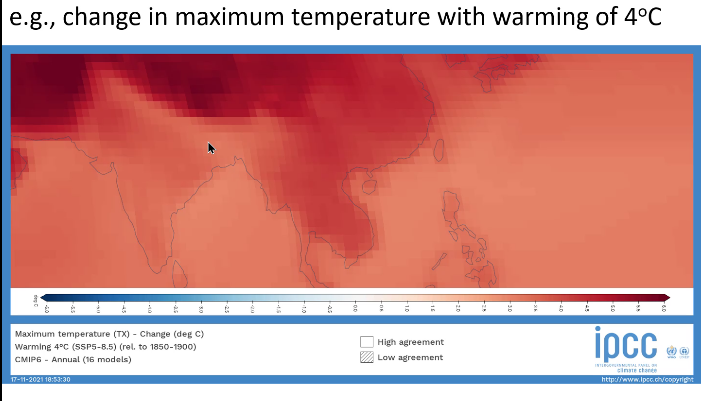 e.g., change in maximum temperature with warming of 4°C
Maximum temperature (TX) - Change (deg C)
Warming 4°C (SSP5-8.5) (rel. to 1850-1900)
CMIP6 - Annual (16 models)
High agreement
Low agreement
ipcc
INTERGOVERNMENTAL PANEL ON
climate change
17-11-2021 18:53:30
http://www.ipcc.ch/copyright